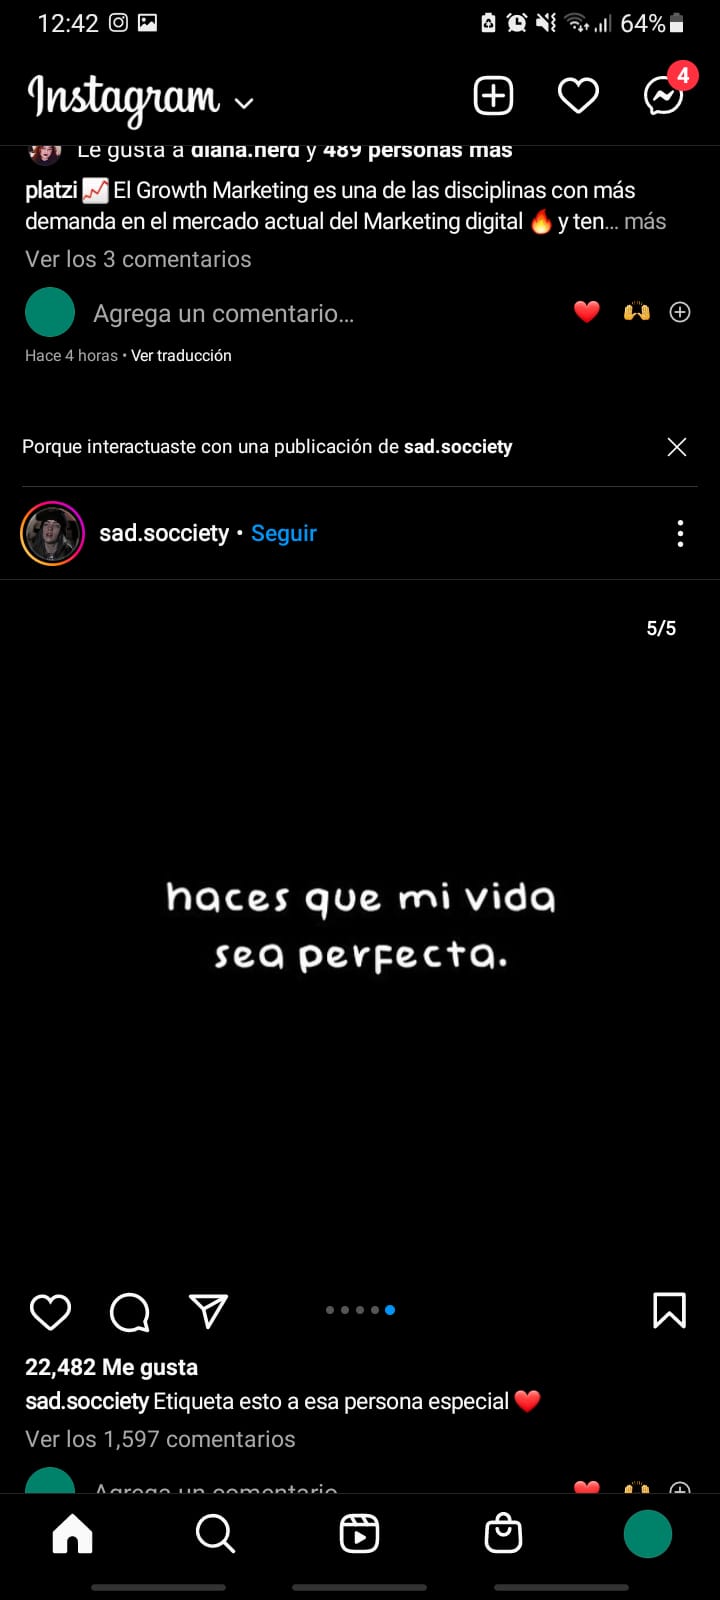 12:42
64%
Instagram
4
Le gusta a diana.nerd y 489 personas más
platzi 📈 El Growth Marketing es una de las disciplinas con más
demanda en el mercado actual del Marketing digital 🔥 y ten... más
Ver los 3 comentarios
Agrega un comentario...
Hace 4 horas • Ver traducción
Porque interactuaste con una publicación de sad.socciety
sad.socciety • Seguir
5/5
haces que mi vida
sea perfecta.
22,482 Me gusta
sad.socciety Etiqueta esto a esa persona especial ❤️
Ver los 1,597 comentarios
Agrega un comentario...